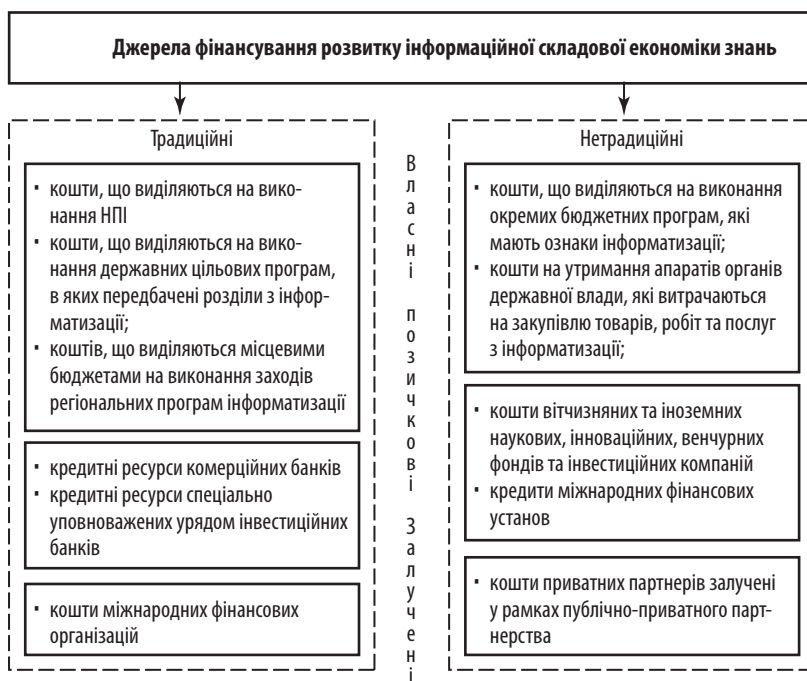 Джерела фінансування розвитку інформаційної складової економіки знань
Традиційні
▪ кошти, що виділяються на вико-
нання НПІ
▪ кошти, що виділяються на вико-
нання державних цільових програм,
в яких передбачені розділи з інфор-
матизації;
▪ коштів, що виділяються місцевими
бюджетами на виконання заходів
регіональних програм інформатизації
▪ кредитні ресурси комерційних банків
▪ кредитні ресурси спеціально
уповноважених урядом інвестиційних
банків
▪ кошти міжнародних фінансових
організацій
Власні
позичкові
Залучені
Нетрадиційні
▪ кошти, що виділяються на виконання
окремих бюджетних програм, які
мають ознаки інформатизації;
▪ кошти на утримання апаратів органів
державної влади, які витрачаються
на закупівлю товарів, робіт та послуг
з інформатизації;
▪ кошти вітчизняних та іноземних
наукових, інноваційних, венчурних
фондів та інвестиційних компаній
▪ кредити міжнародних фінансових
установ
▪ кошти приватних партнерів залучені
у рамках публічно-приватного парт-
нерства